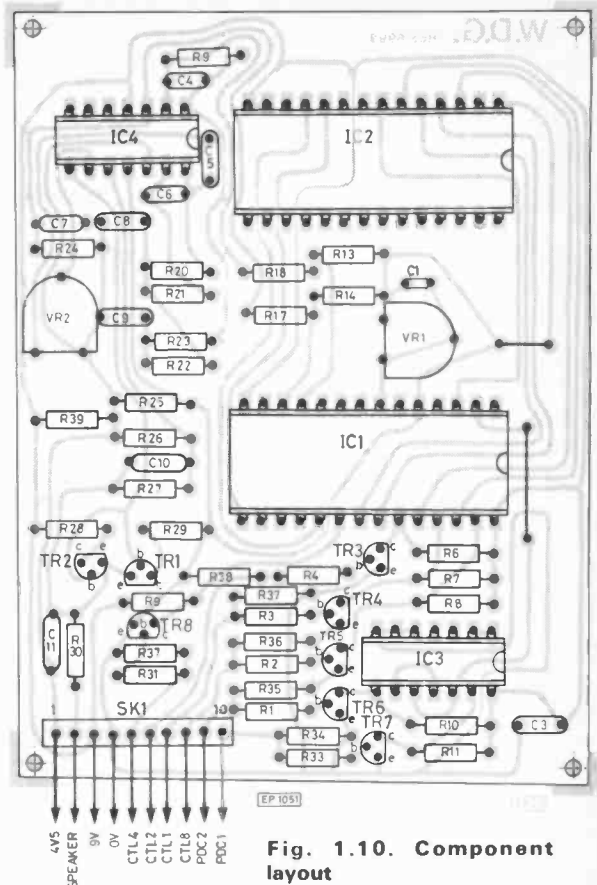 R9
C4
IC4
IC2
C5
C6
C7
C8
R24
R13
C1
R20
R18
R21
R14
VR2
C9
R17
VR1
R23
R22
R25
R39
R26
IC1
C10
R27
R28
R29
TR3
c
b
e
R6
TR2
c
e
b
TR1
b
e
c
R38
R4
R7
R37
R8
R9
R3
TR4
c
b
e
TR8
e
b
c
R36
TR5
c
b
e
C11
R30
R37
R2
IC3
R31
R35
TR6
c
b
e
1
SK1
10
R1
TR7
c
b
e
R10
C3
R34
R33
R11
EP 1051
4V5
SPEAKER
9V
0V
CTL4
CTL2
CTL1
CTL8
PDC2
PDC1
Fig. 1.10. Component
layout
W.D.G.